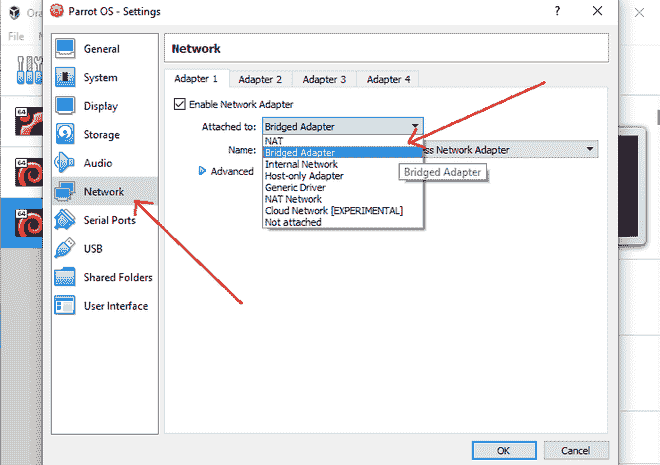 Ora
Parrot OS - Settings
?
File M
General
System
Display
Storage
Audio
Network
Serial Ports
USB
Shared Folders
User Interface
Network
Adapter 1 Adapter 2 Adapter 3 Adapter 4
Enable Network Adapter
Attached to: Bridged Adapter
NAT
Bridged Adapter
Internal Network
Host-only Adapter
Generic Driver
NAT Network
Cloud Network [EXPERIMENTAL]
Not attached
Name: ss Network Adapter
Advanced
Bridged Adapter
64
64
64
OK Cancel